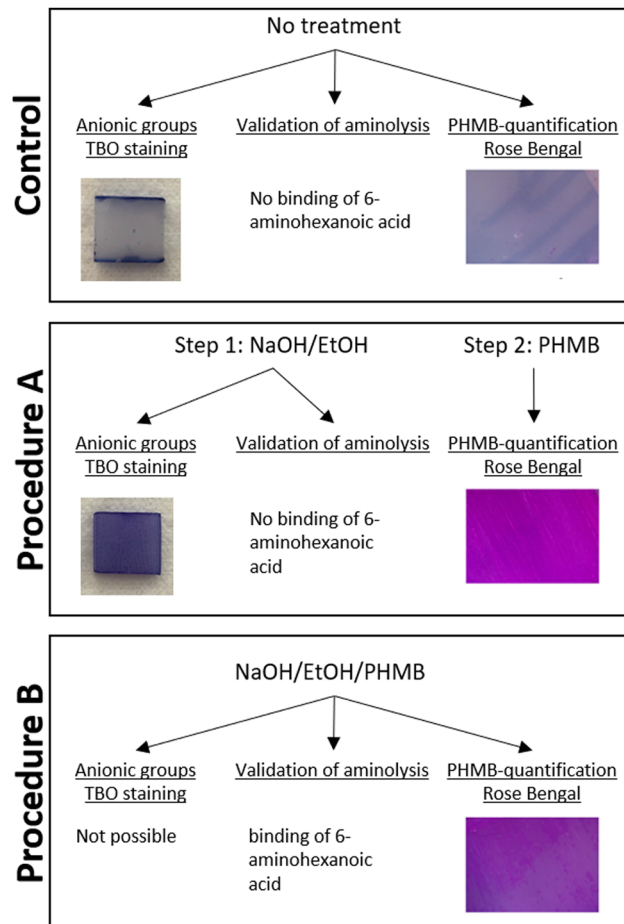 Control
No treatment
Anionic groups
TBO staining
Validation of aminolysis
PHMB-quantification
Rose Bengal
No binding of 6-
aminohexanoic acid
Procedure A
Step 1: NaOH/EtOH
Step 2: PHMB
Anionic groups
TBO staining
Validation of aminolysis
PHMB-quantification
Rose Bengal
No binding of 6-
aminohexanoic
acid
Procedure B
NaOH/EtOH/PHMB
Anionic groups
TBO staining
Validation of aminolysis
PHMB-quantification
Rose Bengal
Not possible
binding of 6-
aminohexanoic
acid